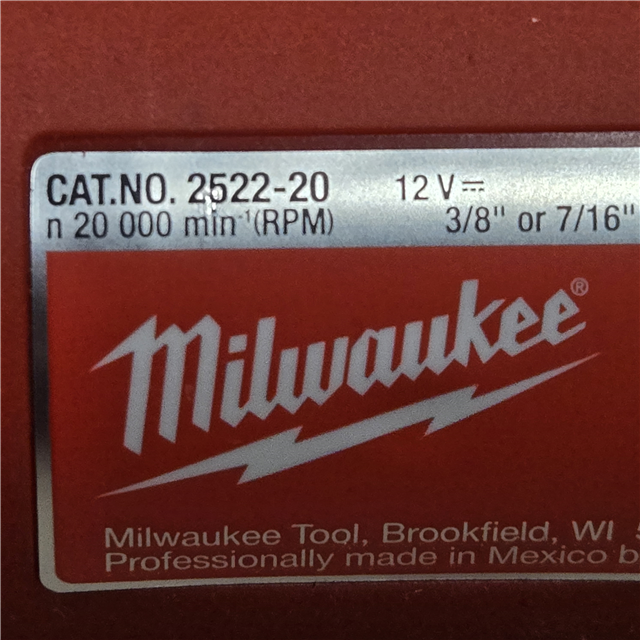 CAT.NO. 2522-20 12 V⎓
n 20 000 min⁻¹(RPM) 3/8" or 7/16"
Milwaukee®
Milwaukee Tool, Brookfield, WI
Professionally made in Mexico